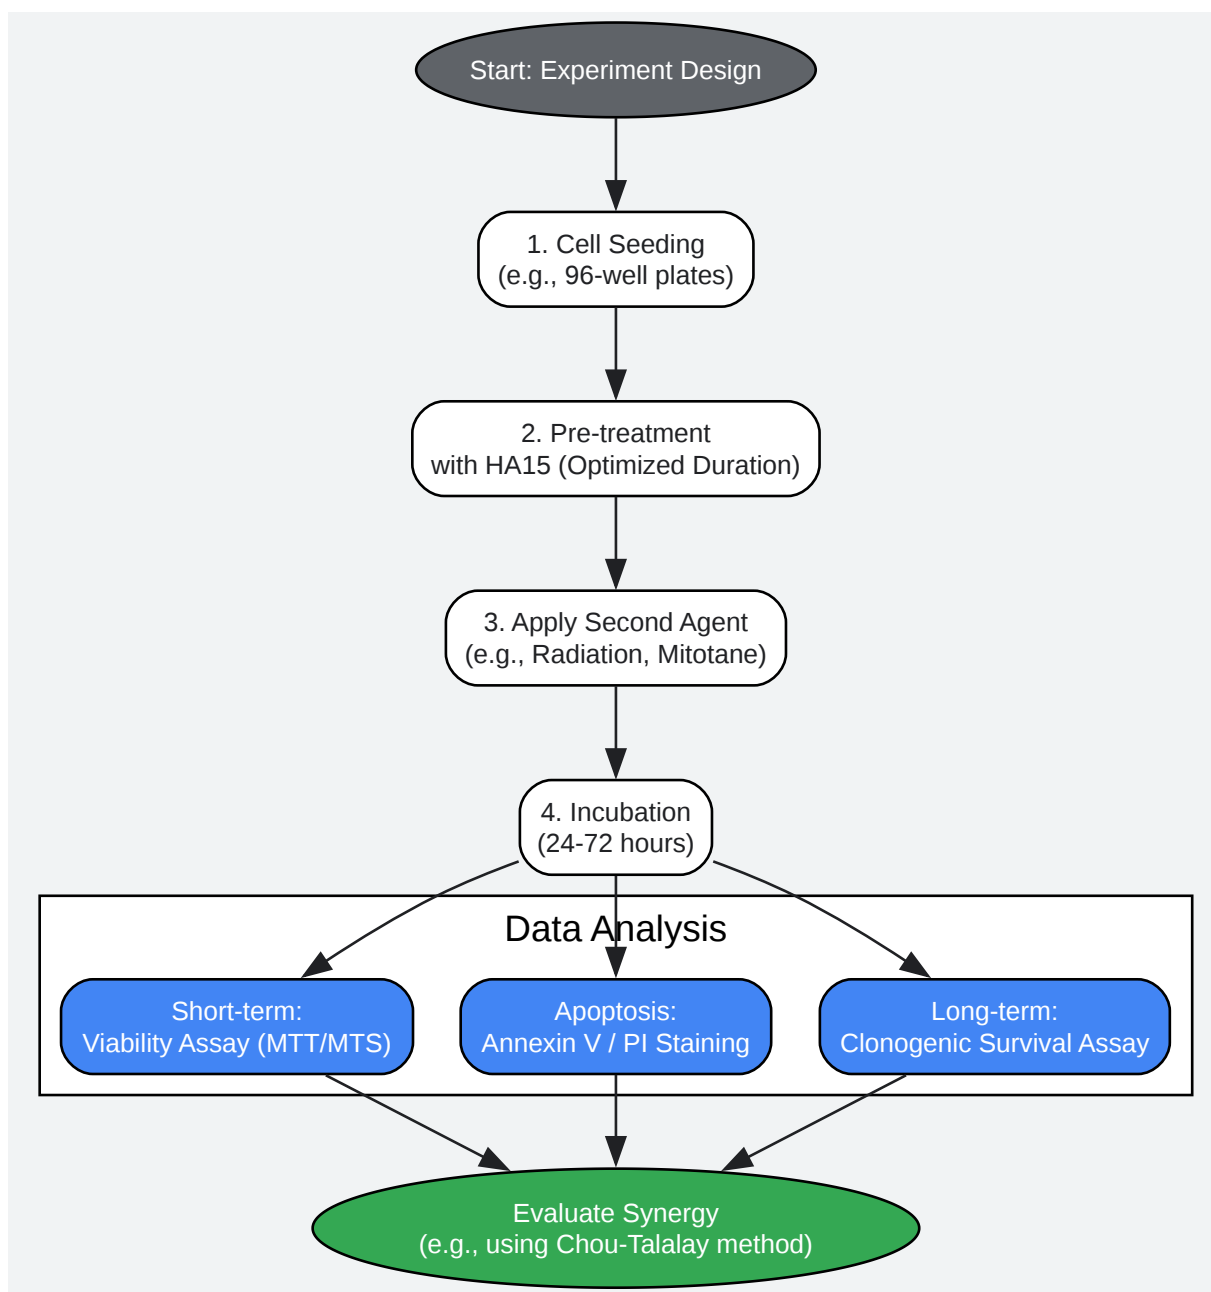 Start: Experiment Design
1. Cell Seeding
(e.g., 96-well plates)
2. Pre-treatment
with HA15 (Optimized Duration)
3. Apply Second Agent
(e.g., Radiation, Mitotane)
4. Incubation
(24-72 hours)
Data Analysis
Short-term:
Viability Assay (MTT/MTS)
Apoptosis:
Annexin V / PI Staining
Long-term:
Clonogenic Survival Assay
Evaluate Synergy
(e.g., using Chou-Talalay method)